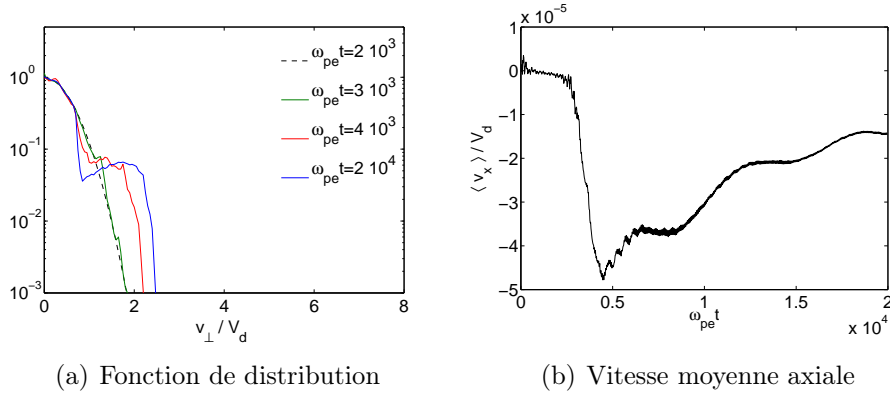 10^0
10^-1
10^-2
10^-3
0 2 4 6 8
v⊥ / V_d
ω_pe t=2 10^3
ω_pe t=3 10^3
ω_pe t=4 10^3
ω_pe t=2 10^4
(a) Fonction de distribution
x 10^-5
1
0
-1
-2
-3
-4
-5
⟨ v_x ⟩ / V_d
0 0.5 1 1.5 2
ω_pe t
x 10^4
(b) Vitesse moyenne axiale